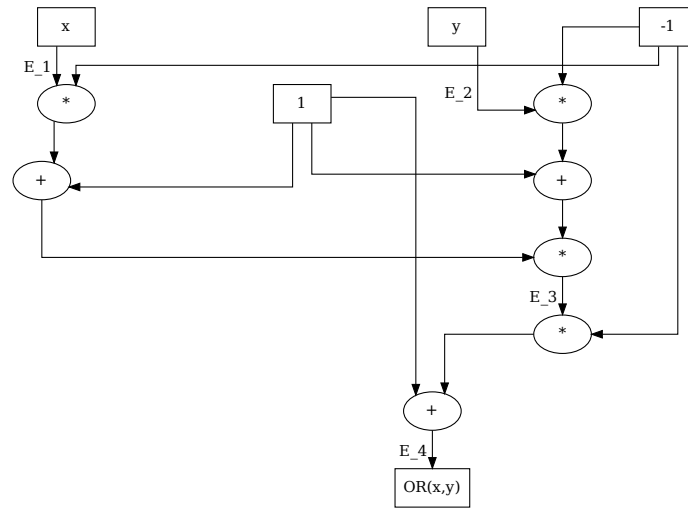 x
y
-1
E_1
E_2
*
1
*
+
+
*
E_3
*
+
E_4
OR(x,y)